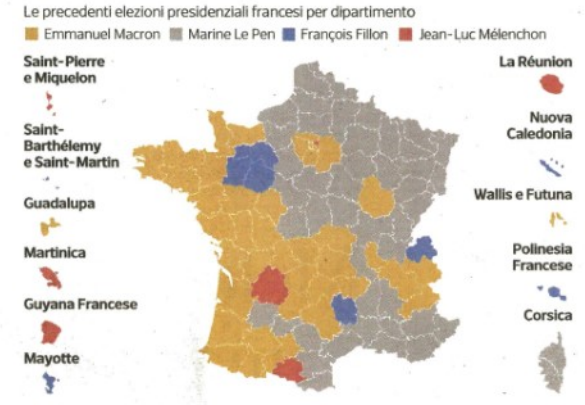 Le precedenti elezioni presidenziali francesi per dipartimento
Emmanuel Macron Marine Le Pen François Fillon Jean-Luc Mélenchon
Saint-Pierre
e Miquelon
Saint-
Barthélemy
e Saint-Martin
Guadalupa
Martinica
Guyana Francese
Mayotte
La Réunion
Nuova
Caledonia
Wallis e Futuna
Polinesia
Francese
Corsica